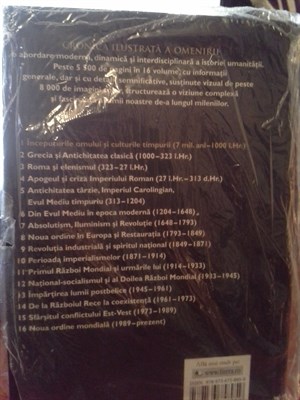 CRONICA ILUSTRATĂ A OMENIRII
abordare modernă, dinamică și interdisciplinară a istoriei umanității.
Peste 5 500 de pagini în 16 volume, cu informații
generale, dar și cu detalii semnificative, susținute vizual de peste
8 000 de imagini structurează o viziune complexă
noastre de-a lungul mileniilor.
1 Începuturile omului și culturile timpurii (7 mil. ani-1000 î.Hr.)
2 Grecia și Antichitatea clasică (1000-323 î.Hr.)
3 Roma și elenismul (323-27 î.Hr.)
4 Apogeul și criza Imperiului Roman (27 î.Hr.-313 d.Hr.)
5 Antichitatea târzie, Imperiul Carolingian,
Evul Mediu timpuriu (313-1204)
6 Din Evul Mediu în epoca modernă (1204-1648)
7 Absolutism, Iluminism și Revoluție (1648-1793)
8 Noua ordine în Europa și Restaurația (1793-1849)
9 Revoluția industrială și spiritul național (1849-1871)
10 Perioada imperialismelor (1871-1914)
11 Primul Război Mondial și urmările lui (1914-1933)
12 Național-socialismul și al Doilea Război Mondial (1933-1945)
13 Împărțirea lumii postbelice (1945-1961)
14 De la Războiul Rece la coexistență (1961-1973)
15 Sfârșitul conflictului Est-Vest (1973-1989)
16 Noua ordine mondială (1989-prezent)